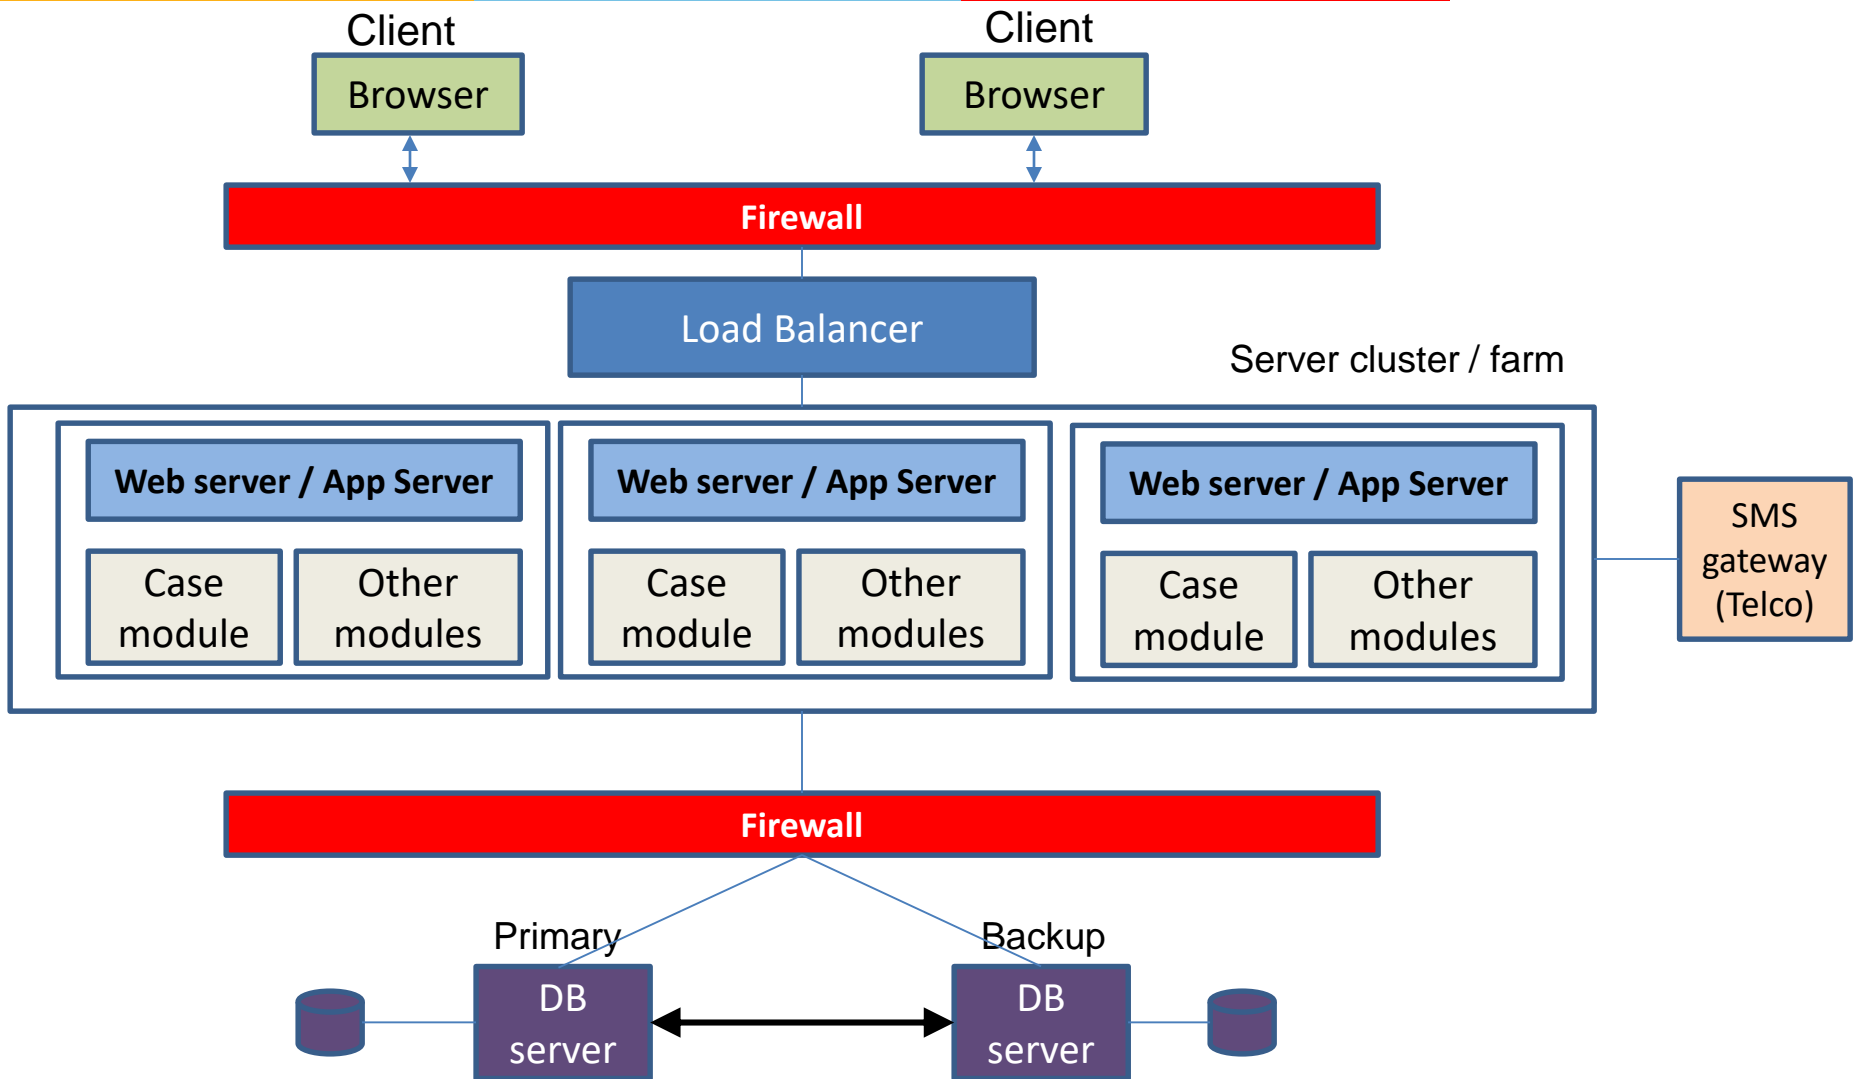 Client
Client
Browser
Browser
Firewall
Load Balancer
Server cluster / farm
Web server / App Server
Web server / App Server
Web server / App Server
SMS
gateway
(Telco)
Case
module
Other
modules
Case
module
Other
modules
Case
module
Other
modules
Firewall
Primary
Backup
DB
server
DB
server